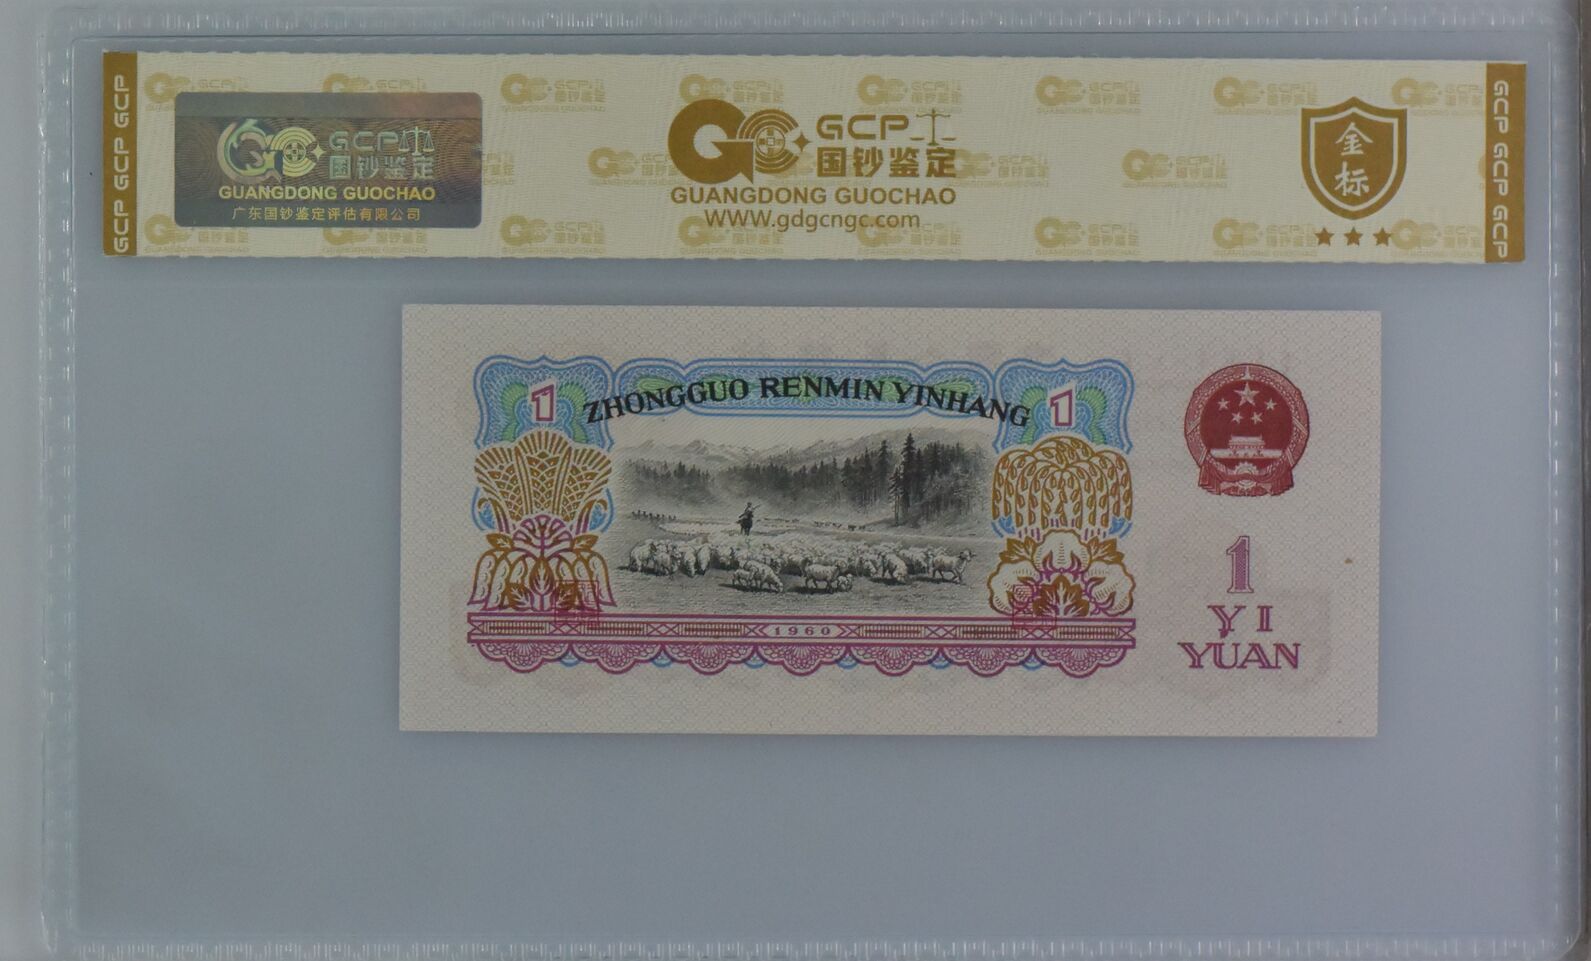 GCP GCP GCP
GCP
国钞鉴定
GUANGDONG GUOCHAO
广东国钞鉴定评估有限公司
GCP
国钞鉴定
GUANGDONG GUOCHAO
WWW.gdgcngc.com
金
标
GCP GCP GCP
1
ZHONGGUO RENMIN YINHANG
1
1960
1
YI
YUAN